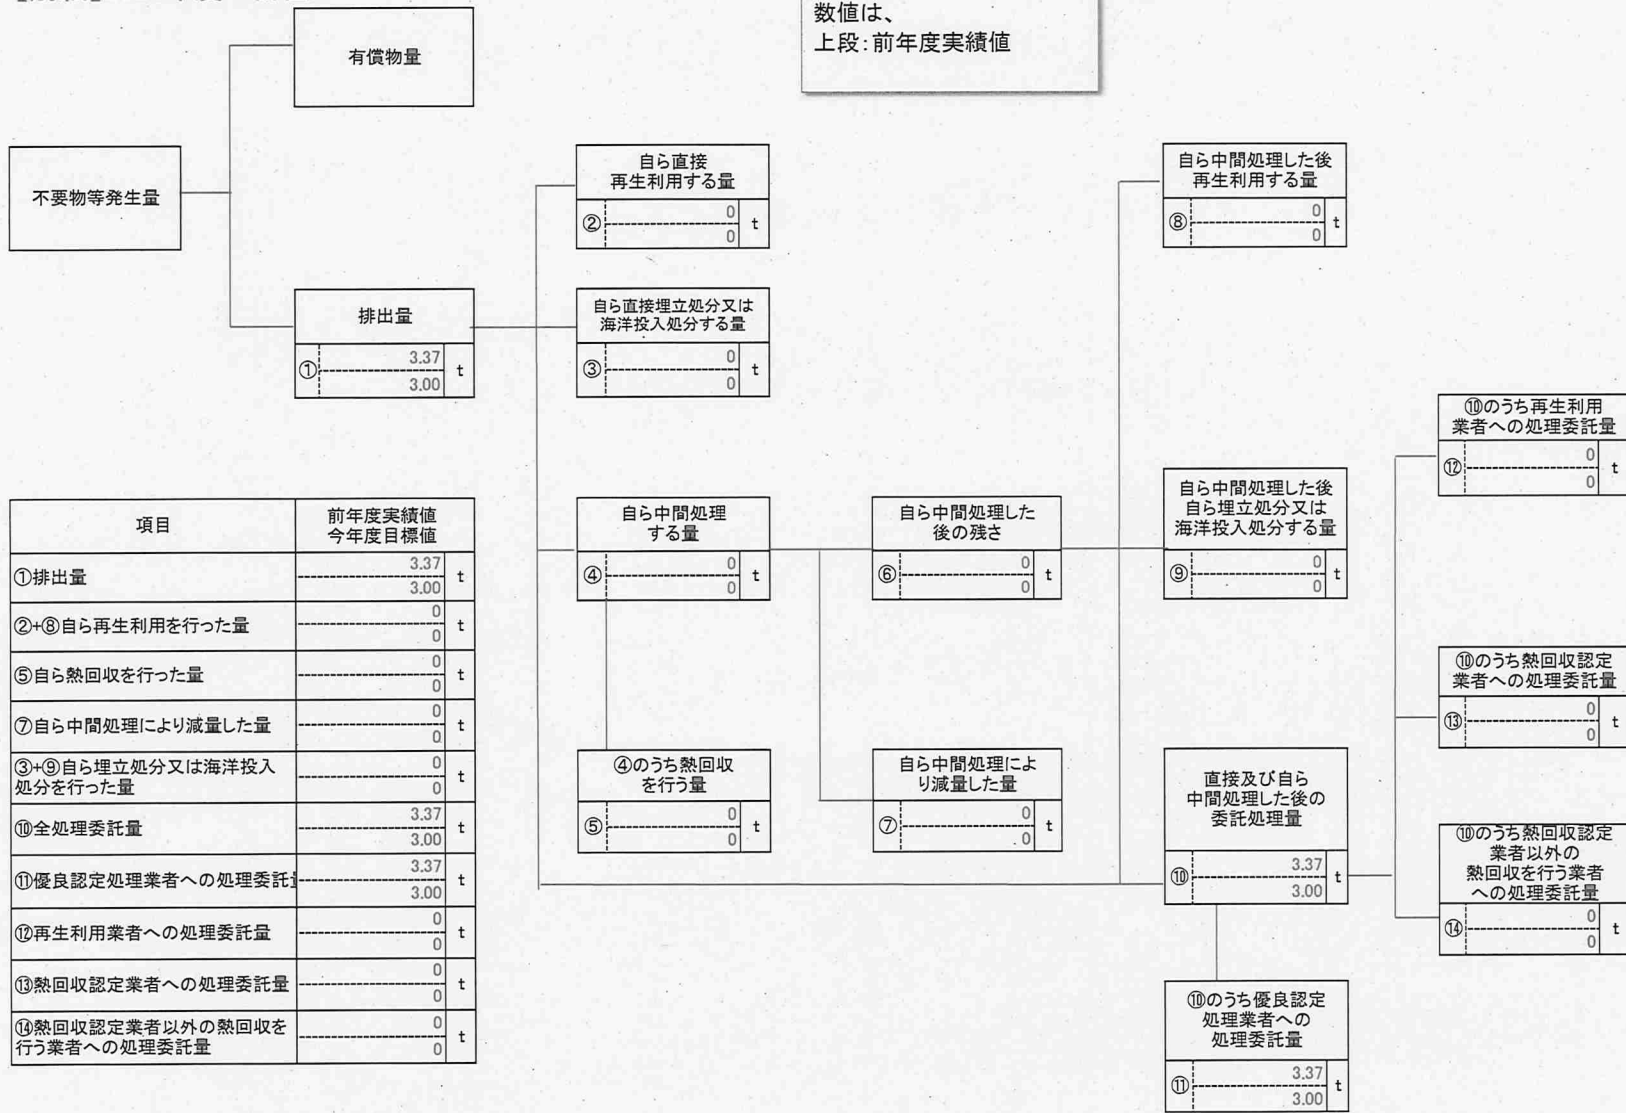 数値は、
上段:前年度実績値
有償物量
不要物等発生量
自ら直接
再生利用する量
② 0 t
0
自ら中間処理した後
再生利用する量
⑧ 0 t
0
排出量
① 3.37 t
3.00
自ら直接埋立処分又は
海洋投入処分する量
③ 0 t
0
⑩のうち再生利用
業者への処理委託量
⑫ 0 t
0
自ら中間処理
する量
④ 0 t
0
自ら中間処理した
後の残さ
⑥ 0 t
0
自ら中間処理した後
自ら埋立処分又は
海洋投入処分する量
⑨ 0 t
0
⑩のうち熱回収認定
業者への処理委託量
⑬ 0 t
0
④のうち熱回収
を行う量
⑤ 0 t
0
自ら中間処理によ
り減量した量
⑦ 0 t
0
直接及び自ら
中間処理した後の
委託処理量
⑩ 3.37 t
3.00
⑩のうち熱回収認定
業者以外の
熱回収を行う業者
への処理委託量
⑭ 0 t
0
⑩のうち優良認定
処理業者への
処理委託量
⑪ 3.37 t
3.00
項目 前年度実績値
今年度目標値
①排出量 3.37 t
3.00
②+⑧自ら再生利用を行った量 0 t
0
⑤自ら熱回収を行った量 0 t
0
⑦自ら中間処理により減量した量 0 t
0
③+⑨自ら埋立処分又は海洋投入
処分を行った量 0 t
0
⑩全処理委託量 3.37 t
3.00
⑪優良認定処理業者への処理委託 3.37 t
3.00
⑫再生利用業者への処理委託量 0 t
0
⑬熱回収認定業者への処理委託量 0 t
0
⑭熱回収認定業者以外の熱回収を
行う業者への処理委託量 0 t
0